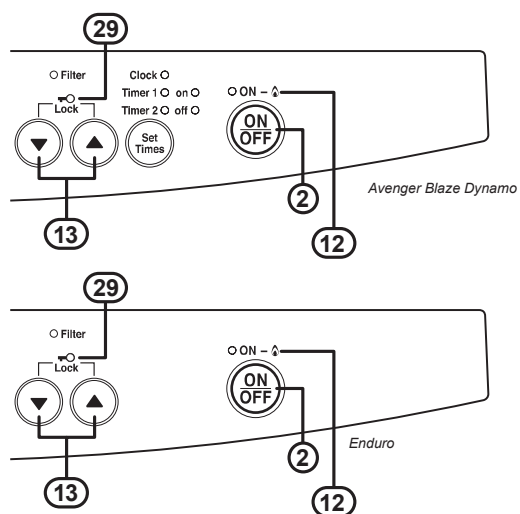 29
Filter
Clock
Timer 1 on
ON –
Lock
Timer 2 off
Set
Times
ON
OFF
Avenger Blaze Dynamo
2
13
12
29
Filter
ON –
Lock
ON
OFF
Enduro
2
13
12